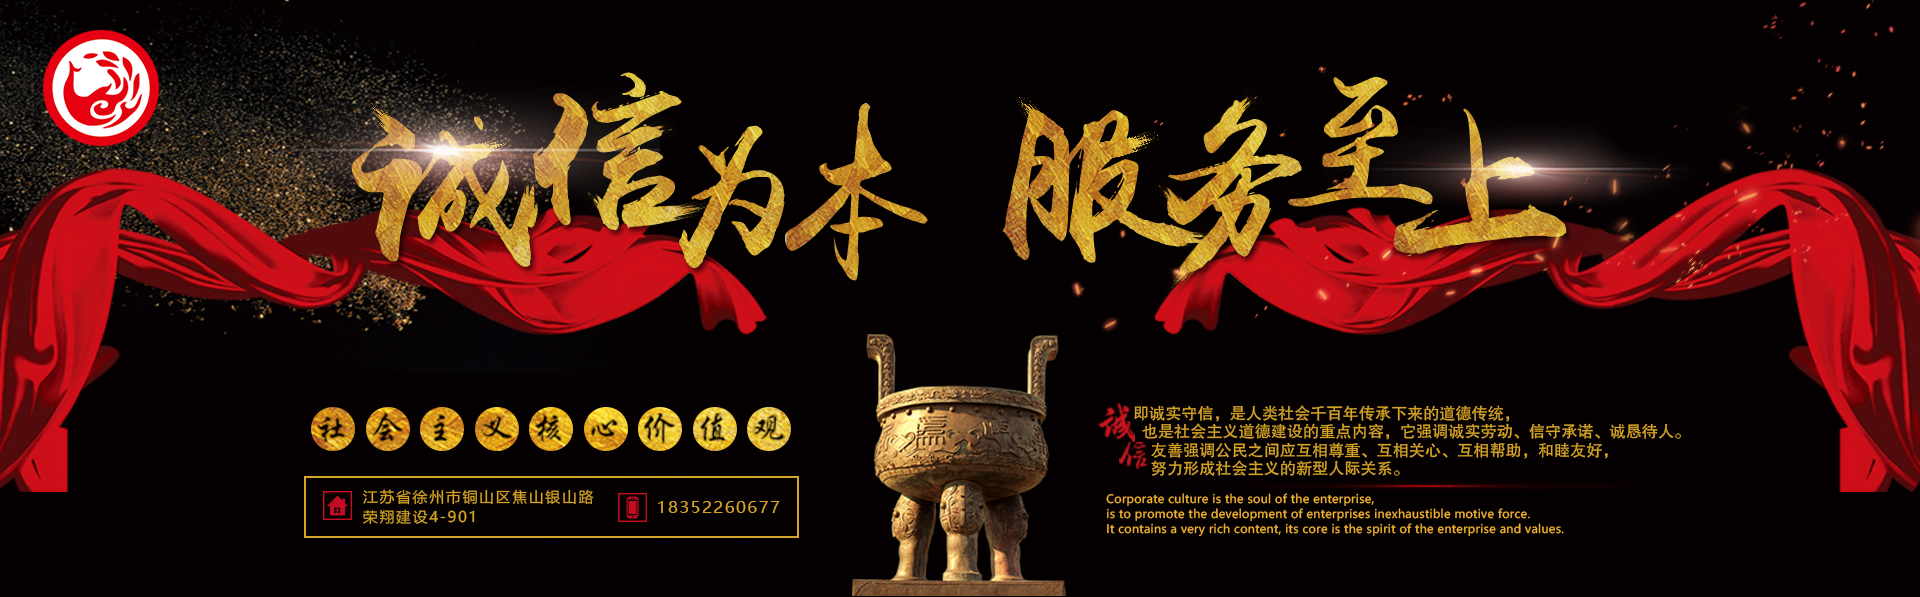 诚信为本 服务至上
社会主义核心价值观
江苏省徐州市铜山区焦山银山路
荣翔建设4-901
18352260677
诚信
即诚实守信，是人类社会千百年传承下来的道德传统，
也是社会主义道德建设的重点内容，它强调诚实劳动、信守承诺、诚恳待人。
友善强调公民之间应互相尊重、互相关心、互相帮助，和睦友好，
努力形成社会主义的新型人际关系。
Corporate culture is the soul of the enterprise,
is to promote the development of enterprises inexhaustible motive force.
It contains a very rich content, its core is the spirit of the enterprise and values.